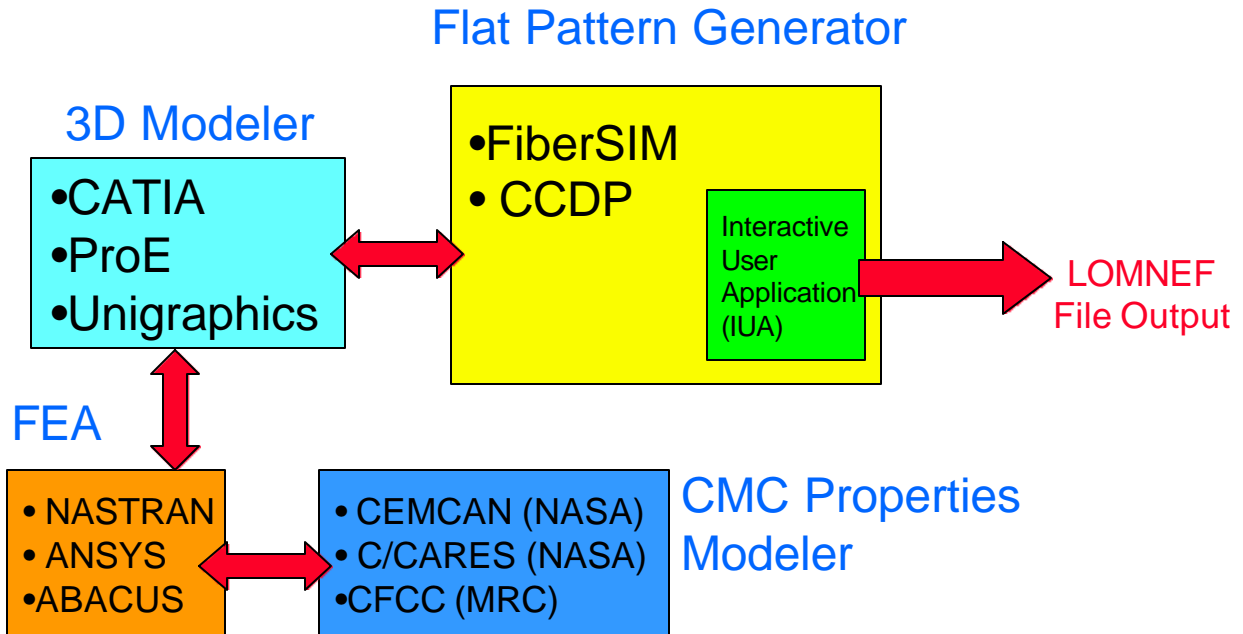 Flat Pattern Generator
3D Modeler
•CATIA
•ProE
•Unigraphics
•FiberSIM
• CCDP
Interactive
User
Application
(IUA)
LOMNEF
File Output
FEA
• NASTRAN
• ANSYS
•ABACUS
• CEMCAN (NASA)
• C/CARES (NASA)
•CFCC (MRC)
CMC Properties
Modeler